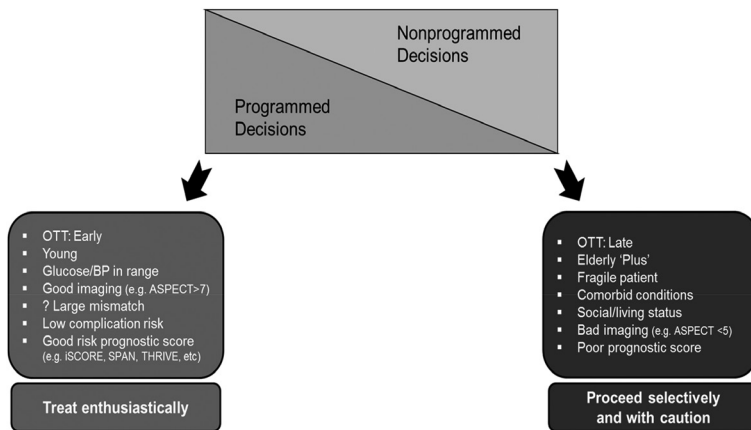 Nonprogrammed
Decisions
Programmed
Decisions
▪ OTT: Early
▪ Young
▪ Glucose/BP in range
▪ Good imaging (e.g. ASPECT>7)
▪ ? Large mismatch
▪ Low complication risk
▪ Good risk prognostic score
(e.g. iSCORE, SPAN, THRIVE, etc)
Treat enthusiastically
▪ OTT: Late
▪ Elderly ‘Plus’
▪ Fragile patient
▪ Comorbid conditions
▪ Social/living status
▪ Bad imaging (e.g. ASPECT <5)
▪ Poor prognostic score
Proceed selectively
and with caution